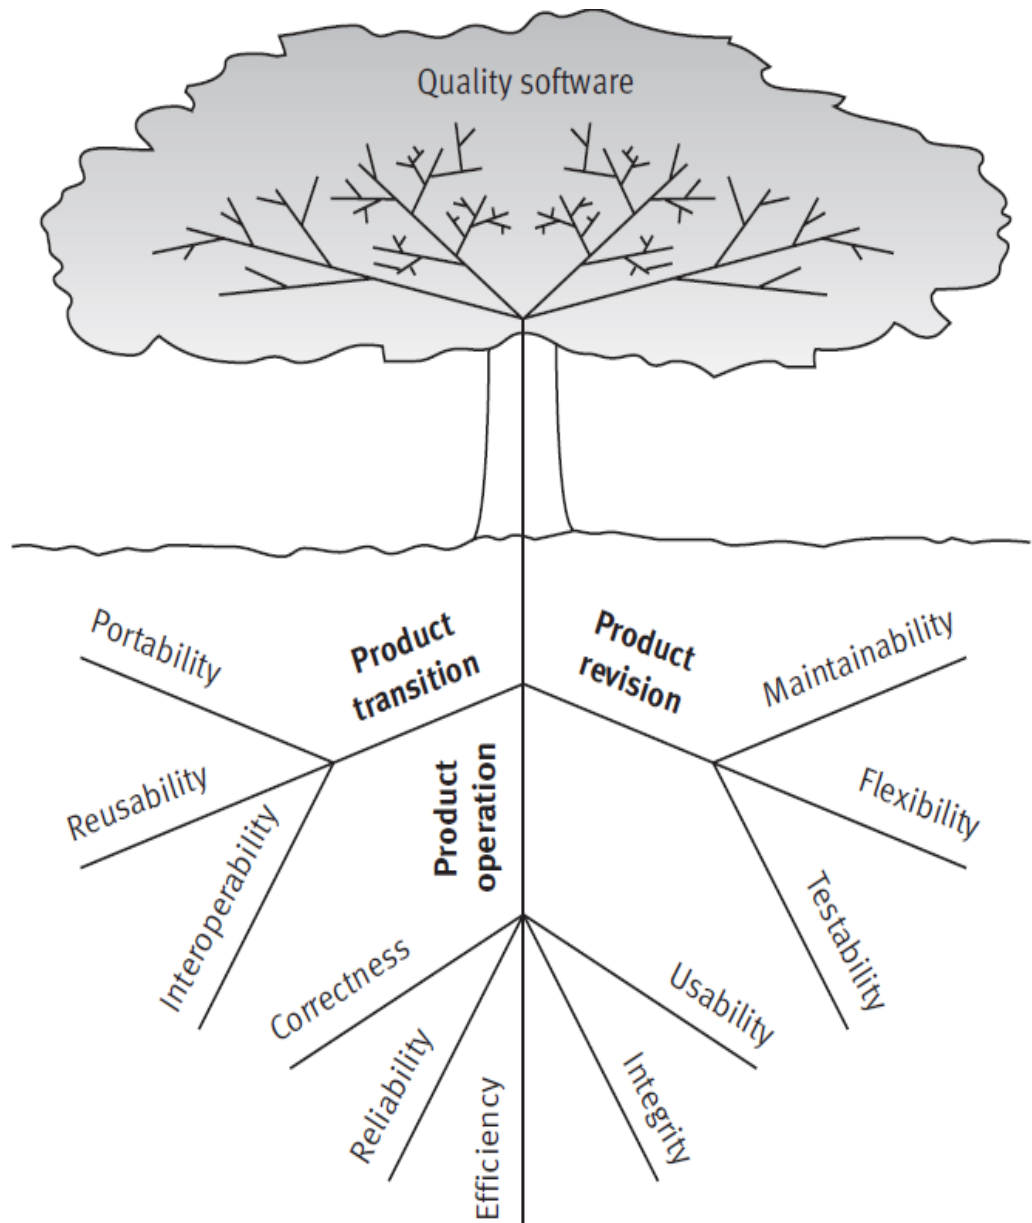 Quality software
Portability
Product
transition
Product
revision
Maintainability
Reusability
Interoperability
Product
operation
Flexibility
Testability
Correctness
Reliability
Efficiency
Integrity
Usability